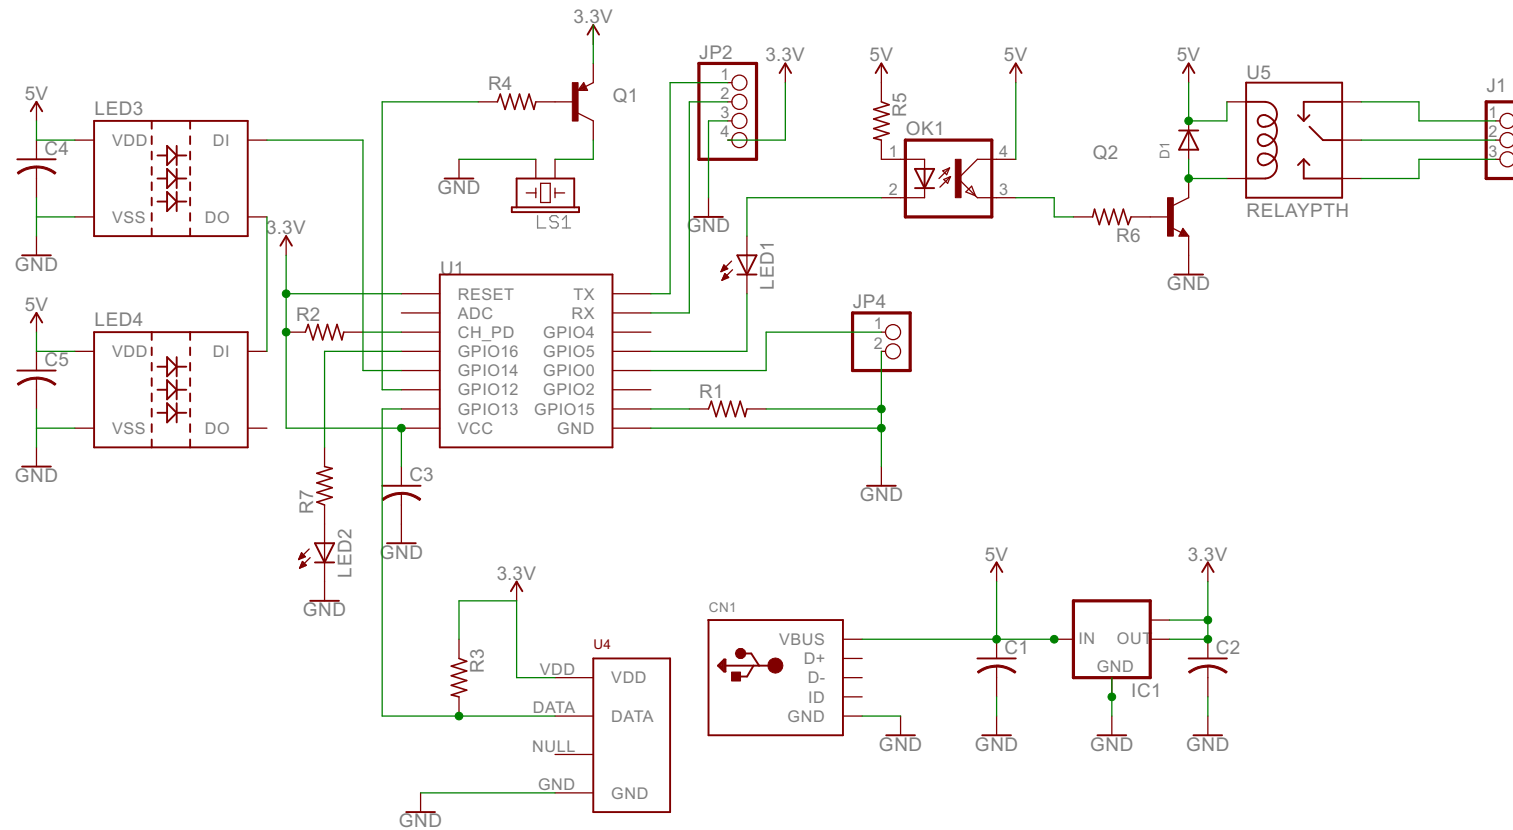 3.3V
5V
LED3
VDD
DI
C4
VSS
DO
GND
R4
Q1
GND
LS1
JP2
3.3V
1
2
3
4
GND
5V
5V
R5
OK1
1
4
2
3
Q2
R6
5V
D1
GND
U5
RELAYPTH
J1
1
2
3
5V
LED4
VDD
DI
C5
VSS
DO
GND
3.3V
R2
U1
RESET
TX
ADC
RX
CH_PD
GPIO4
GPIO16
GPIO5
GPIO14
GPIO0
GPIO12
GPIO2
GPIO13
GPIO15
VCC
GND
LED1
JP4
1
2
R1
GND
R7
LED2
GND
C3
GND
3.3V
R3
U4
VDD
VDD
DATA
DATA
NULL
GND
GND
GND
CN1
VBUS
D+
D-
ID
GND
GND
5V
C1
GND
IN
OUT
GND
IC1
GND
3.3V
C2
GND